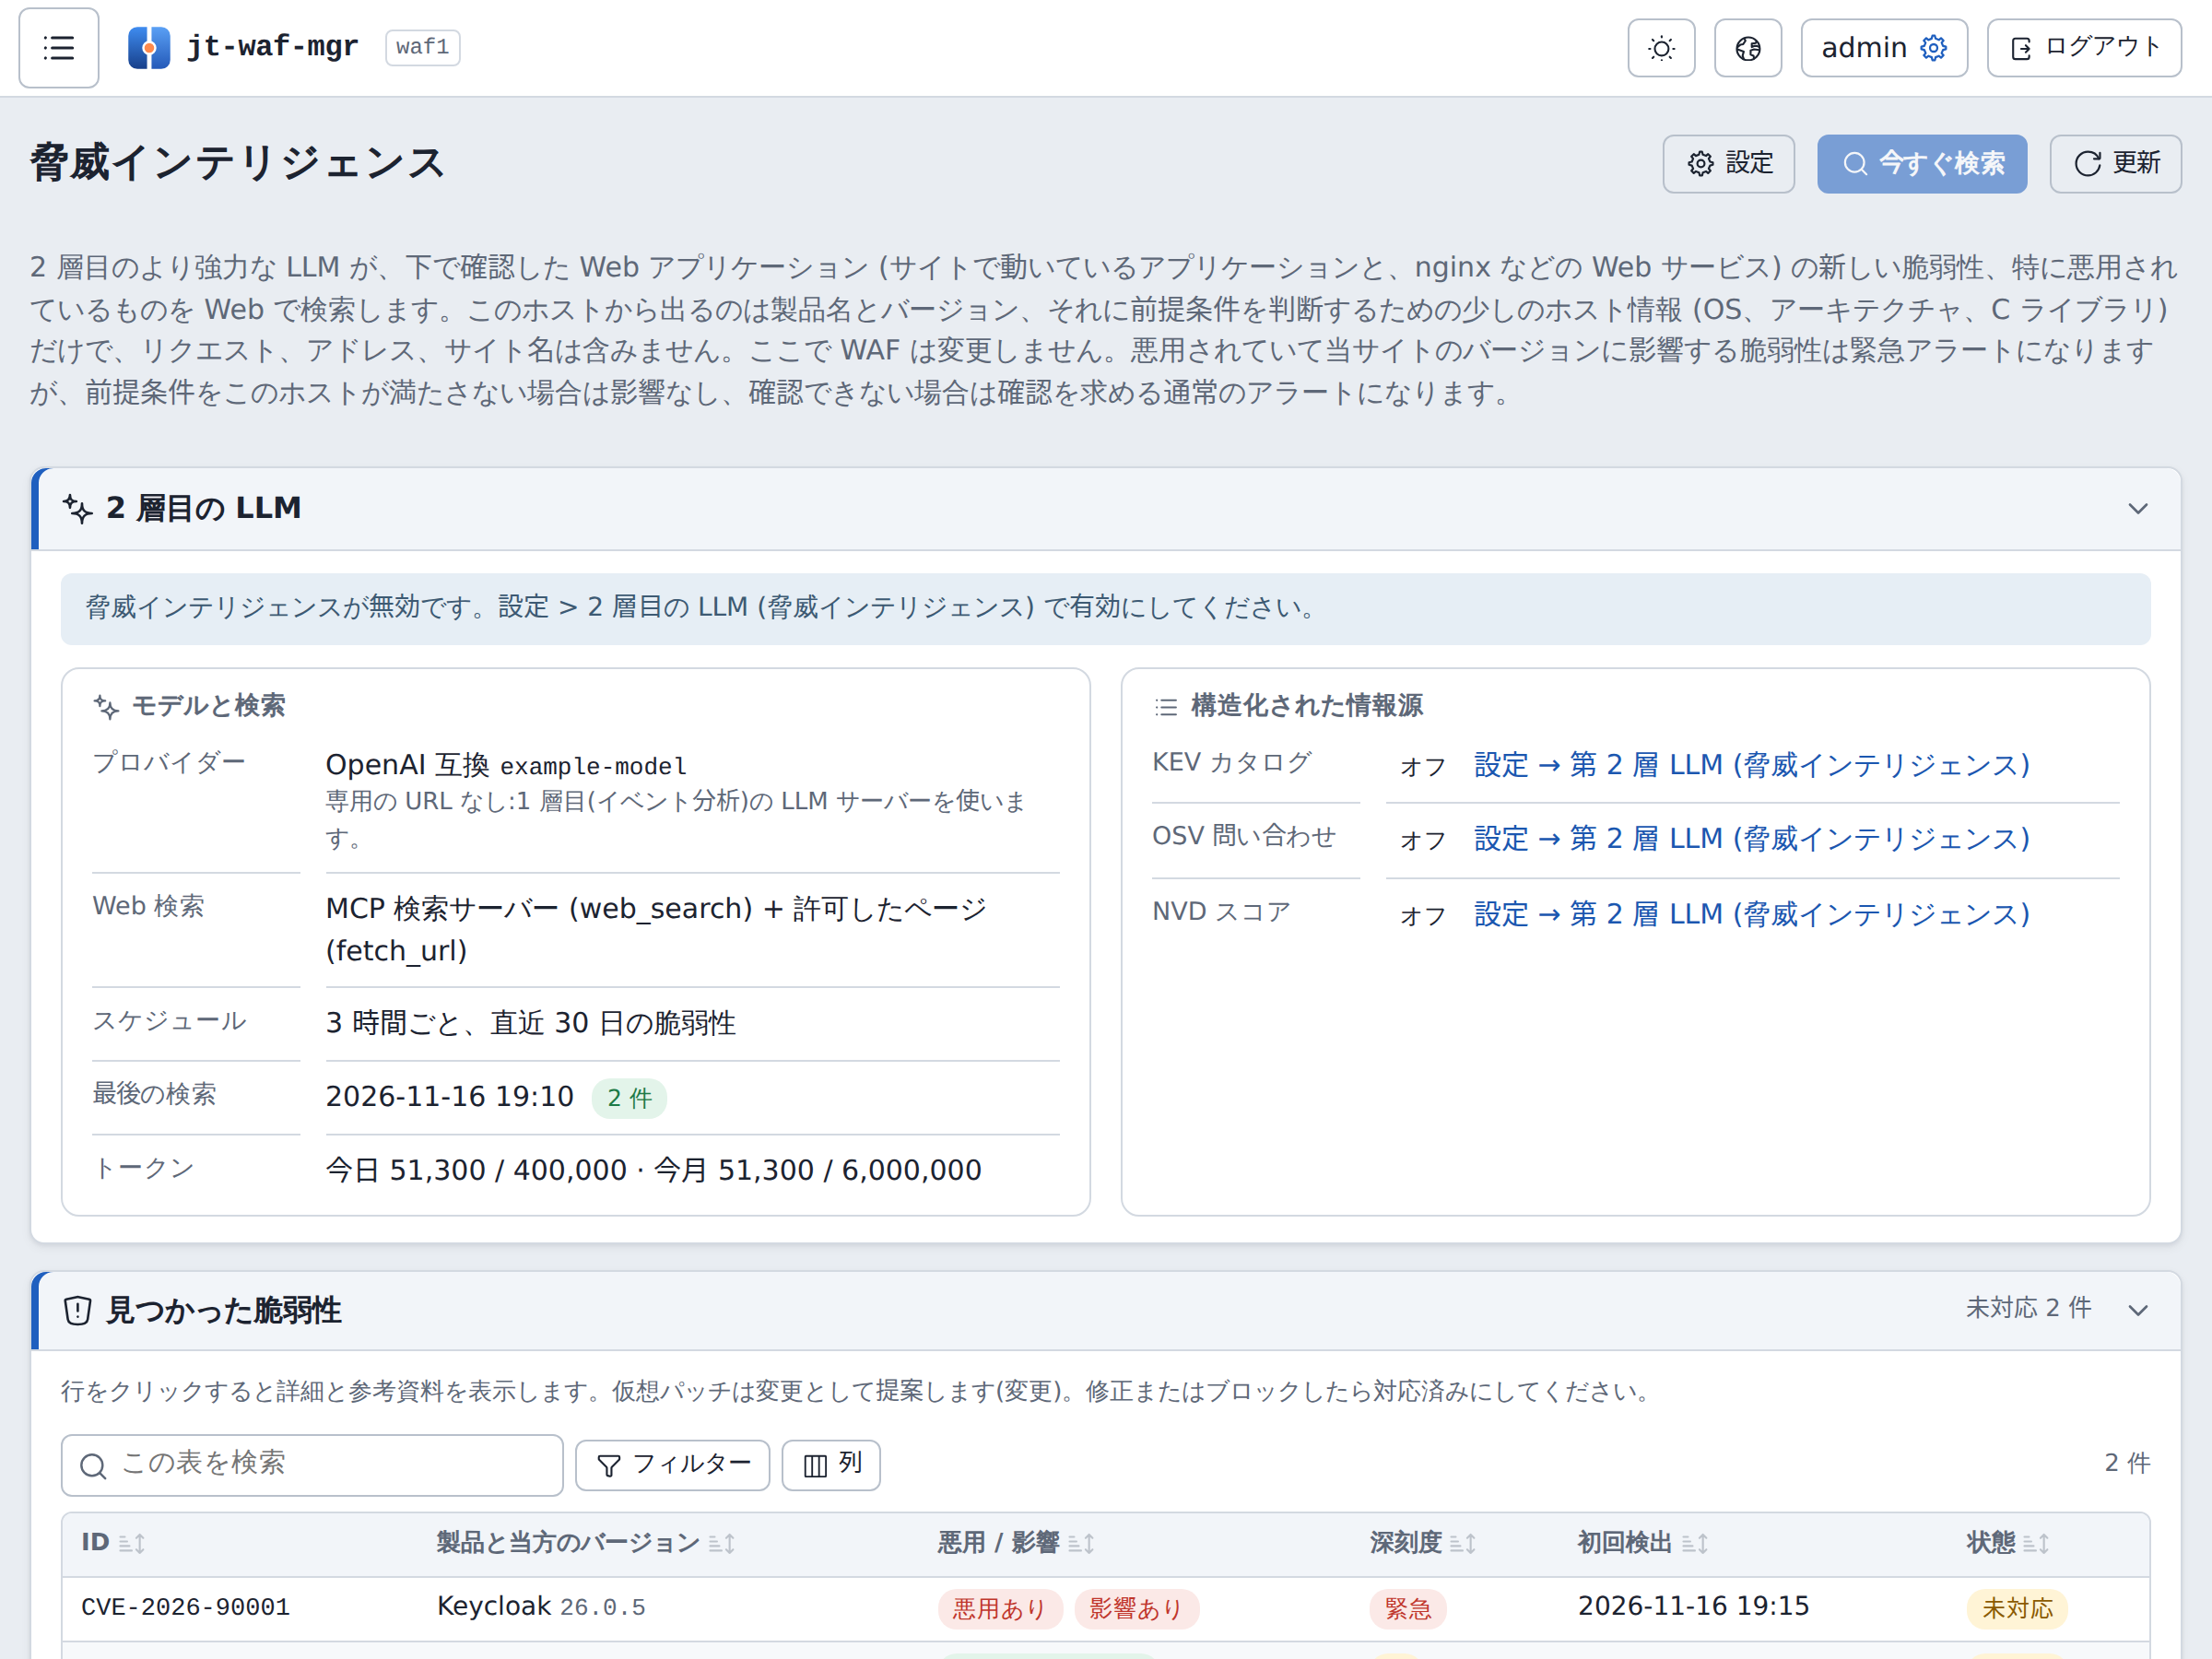 jt-waf-mgr waf1 admin ログアウト
脅威インテリジェンス 設定 今すぐ検索 更新
2 層目のより強力な LLM が、下で確認した Web アプリケーション (サイトで動いているアプリケーションと、nginx などの Web サービス) の新しい脆弱性、特に悪用され
ているものを Web で検索します。このホストから出るのは製品名とバージョン、それに前提条件を判断するための少しのホスト情報 (OS、アーキテクチャ、C ライブラリ)
だけで、リクエスト、アドレス、サイト名は含みません。ここで WAF は変更しません。悪用されていて当サイトのバージョンに影響する脆弱性は緊急アラートになります
が、前提条件をこのホストが満たさない場合は影響なし、確認できない場合は確認を求める通常のアラートになります。
2 層目の LLM
脅威インテリジェンスが無効です。設定 > 2 層目の LLM (脅威インテリジェンス) で有効にしてください。
モデルと検索
プロバイダー OpenAI 互換 example-model
専用の URL なし:1 層目(イベント分析)の LLM サーバーを使いま
す。
Web 検索 MCP 検索サーバー (web_search) + 許可したページ
(fetch_url)
スケジュール 3 時間ごと、直近 30 日の脆弱性
最後の検索 2026-11-16 19:10 2 件
トークン 今日 51,300 / 400,000 · 今月 51,300 / 6,000,000
構造化された情報源
KEV カタログ オフ 設定 → 第 2 層 LLM (脅威インテリジェンス)
OSV 問い合わせ オフ 設定 → 第 2 層 LLM (脅威インテリジェンス)
NVD スコア オフ 設定 → 第 2 層 LLM (脅威インテリジェンス)
見つかった脆弱性 未対応 2 件
行をクリックすると詳細と参考資料を表示します。仮想パッチは変更として提案します(変更)。修正またはブロックしたら対応済みにしてください。
この表を検索 フィルター 列 2 件
ID 製品と当方のバージョン 悪用 / 影響 深刻度 初回検出 状態
CVE-2026-90001 Keycloak 26.0.5 悪用あり 影響あり 緊急 2026-11-16 19:15 未対応